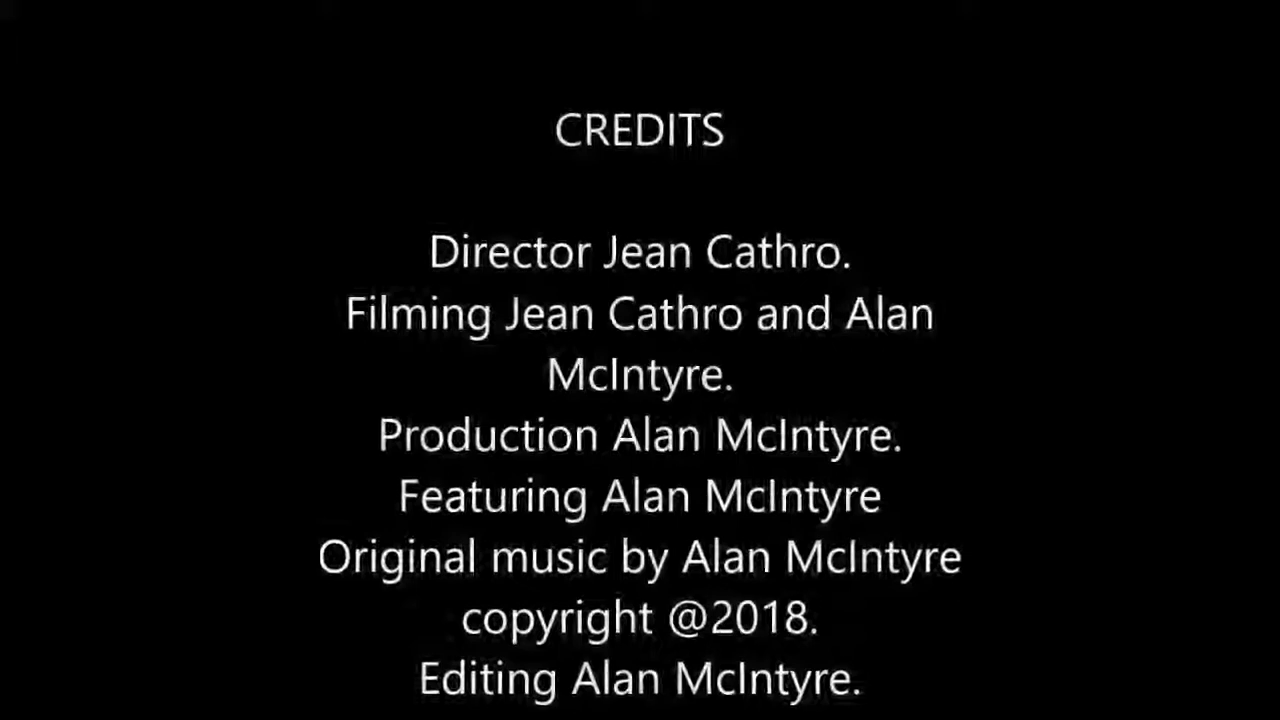 CREDITS
Director Jean Cathro.
Filming Jean Cathro and Alan
McIntyre.
Production Alan McIntyre.
Featuring Alan McIntyre
Original music by Alan McIntyre
copyright @2018.
Editing Alan McIntyre.